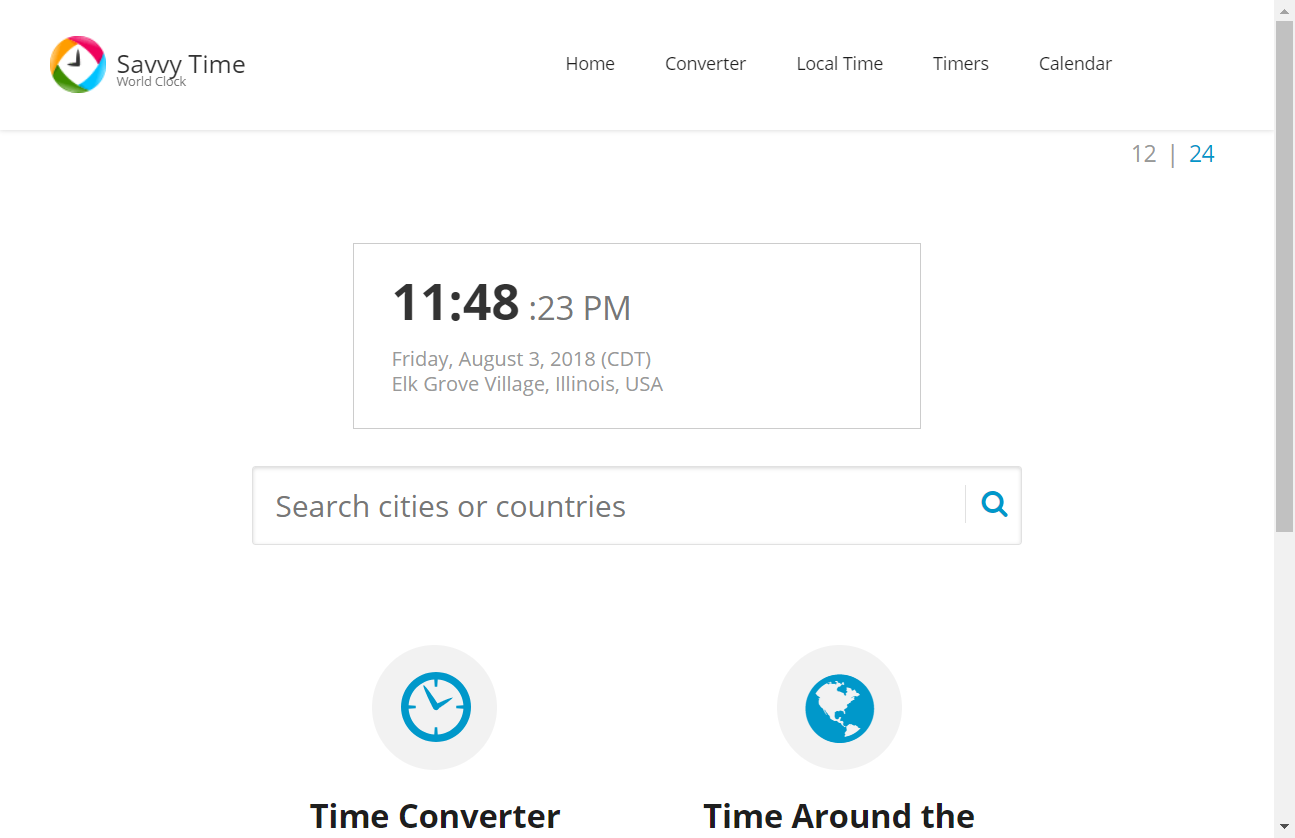 Savvy Time
World Clock
Home
Converter
Local Time
Timers
Calendar
12 | 24
11:48 :23 PM
Friday, August 3, 2018 (CDT)
Elk Grove Village, Illinois, USA
Search cities or countries
Time Converter
Time Around the